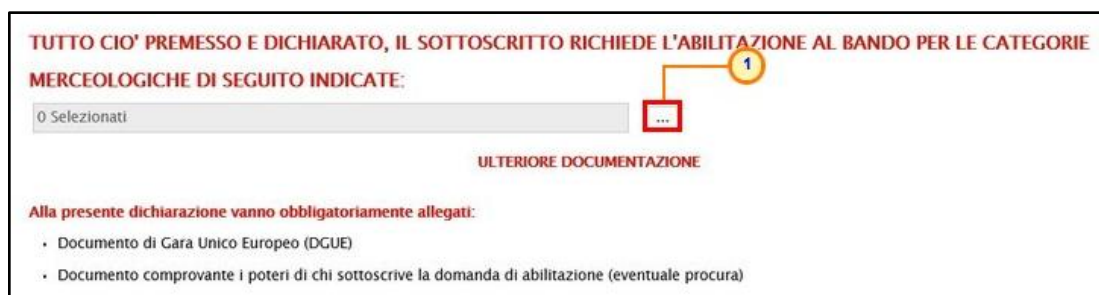 TUTTO CIO' PREMESSO E DICHIARATO, IL SOTTOSCRITTO RICHIEDE L'ABILITAZIONE AL BANDO PER LE CATEGORIE
MERCEOLOGICHE DI SEGUITO INDICATE:
1
0 Selezionati
...
ULTERIORE DOCUMENTAZIONE
Alla presente dichiarazione vanno obbligatoriamente allegati:
• Documento di Gara Unico Europeo (DGUE)
• Documento comprovante i poteri di chi sottoscrive la domanda di abilitazione (eventuale procura)